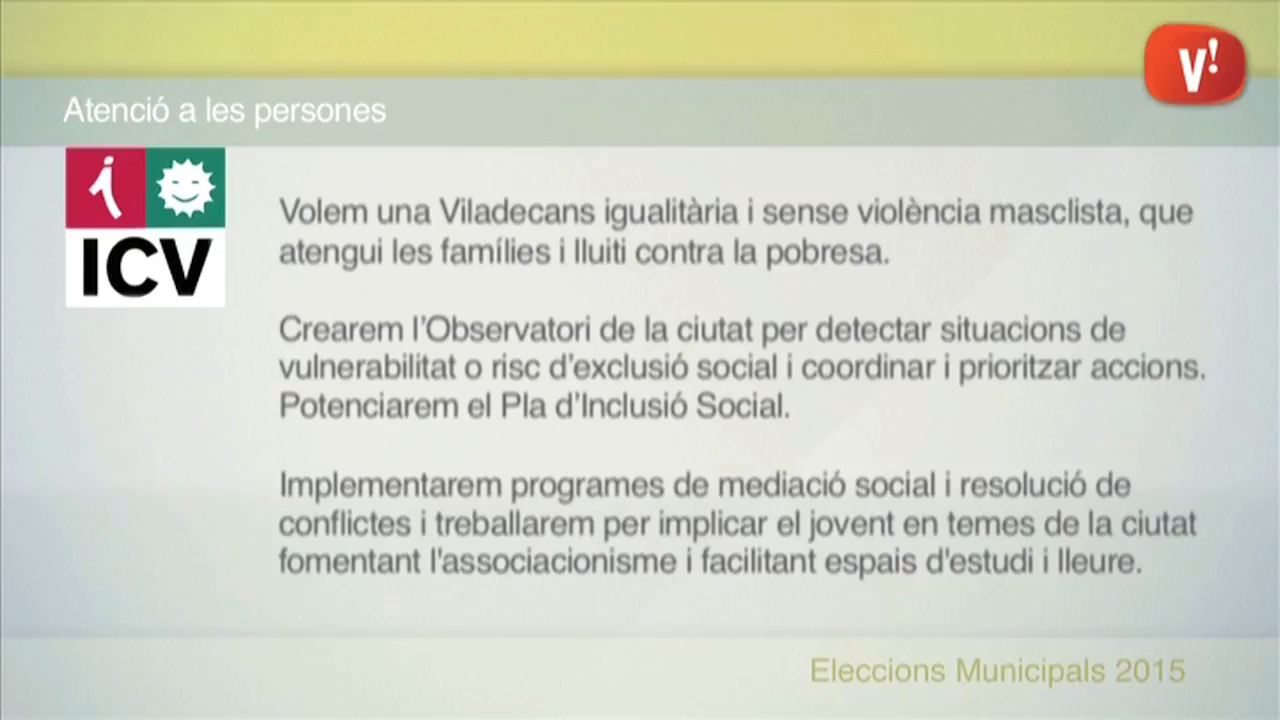 V!
Atenció a les persones
ICV
Volem una Viladecans igualitària i sense violència masclista, que
atengui les famílies i lluiti contra la pobresa.
Crearem l’Observatori de la ciutat per detectar situacions de
vulnerabilitat o risc d’exclusió social i coordinar i prioritzar accions.
Potenciarem el Pla d’Inclusió Social.
Implementarem programes de mediació social i resolució de
conflictes i treballarem per implicar el jovent en temes de la ciutat
fomentant l'associacionisme i facilitant espais d'estudi i lleure.
Eleccions Municipals 2015